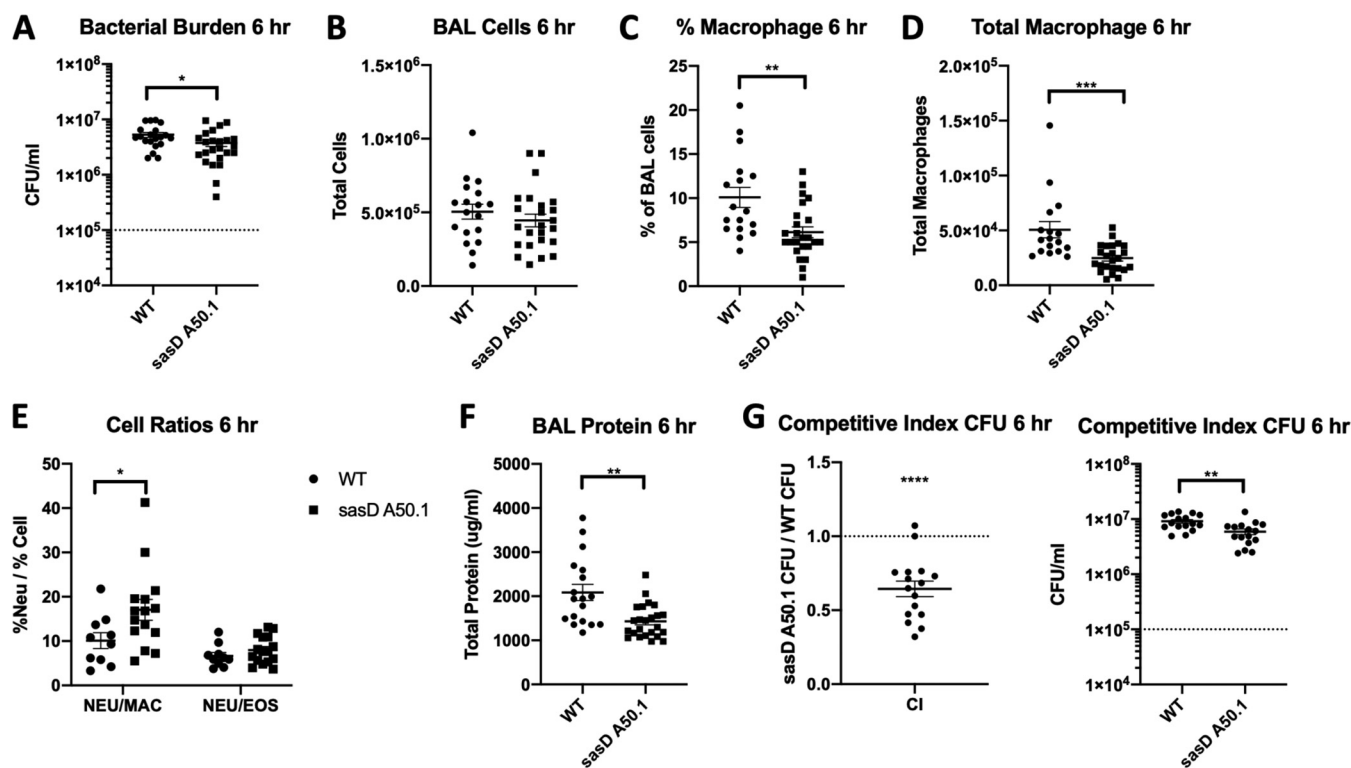 A Bacterial Burden 6 hr
CFU/ml
1×10⁸
1×10⁷
1×10⁶
1×10⁵
1×10⁴
*
WT
sasD A50.1
B BAL Cells 6 hr
Total Cells
1.5×10⁶
1.0×10⁶
5.0×10⁵
0.0
WT
sasD A50.1
C % Macrophage 6 hr
% of BAL cells
25
20
15
10
5
0
**
WT
sasD A50.1
D Total Macrophage 6 hr
Total Macrophages
2.0×10⁵
1.5×10⁵
1.0×10⁵
5.0×10⁴
0.0
***
WT
sasD A50.1
E Cell Ratios 6 hr
%Neu / % Cell
50
40
30
20
10
0
*
NEU/MAC
NEU/EOS
WT
sasD A50.1
F BAL Protein 6 hr
Total Protein (ug/ml)
5000
4000
3000
2000
1000
0
**
WT
sasD A50.1
G Competitive Index CFU 6 hr
sasD A50.1 CFU / WT CFU
1.5
1.0
0.5
0.0
****
CI
Competitive Index CFU 6 hr
CFU/ml
1×10⁸
1×10⁷
1×10⁶
1×10⁵
1×10⁴
**
WT
sasD A50.1